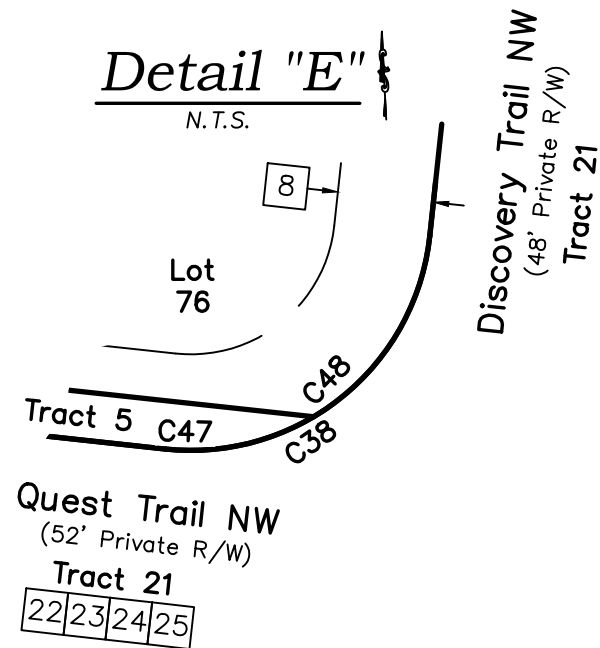 Detail "E"
N.T.S.
Discovery Trail NW
(48' Private R/W)
Tract 21
8
Lot
76
C48
C38
Tract 5
C47
Quest Trail NW
(52' Private R/W)
Tract 21
22 23 24 25